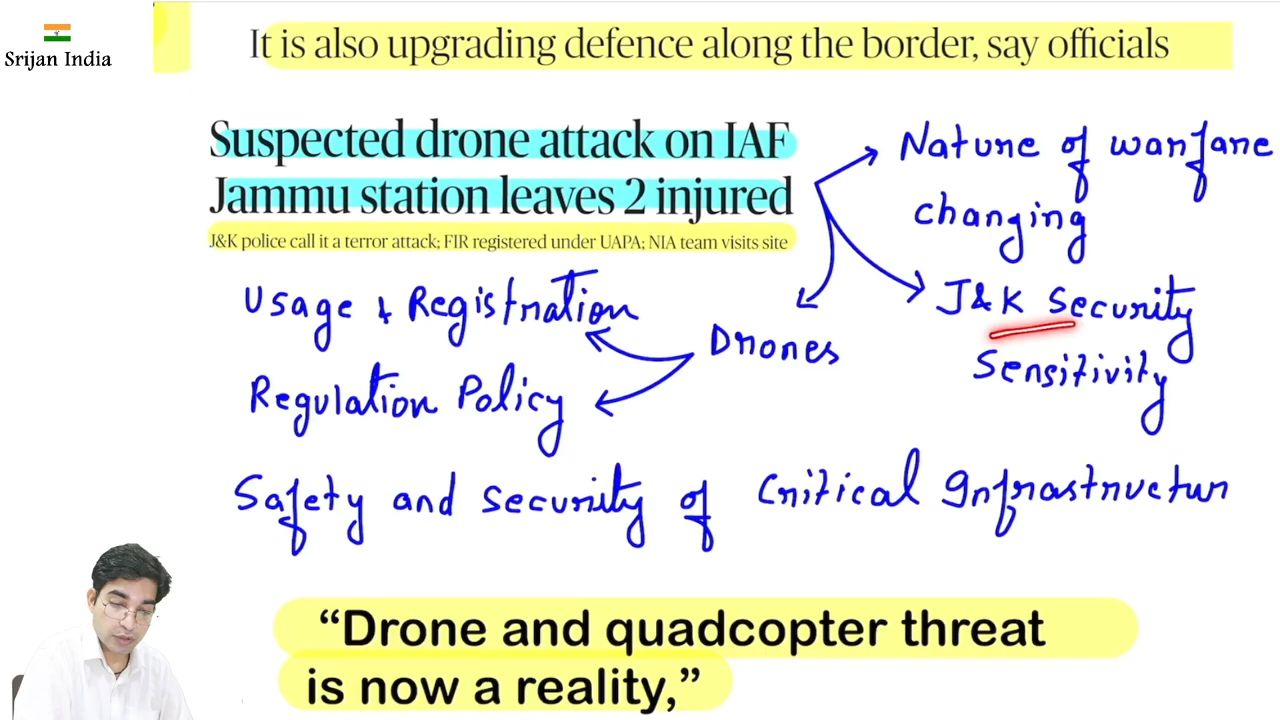 Srijan India
It is also upgrading defence along the border, say officials
Suspected drone attack on IAF
Jammu station leaves 2 injured
J&K police call it a terror attack; FIR registered under UAPA; NIA team visits site
Nature of warfare
changing
J&K Security
Sensitivity
Drones
Usage & Registration
Regulation Policy
Safety and security of Critical Infrastructur
“Drone and quadcopter threat
is now a reality,”